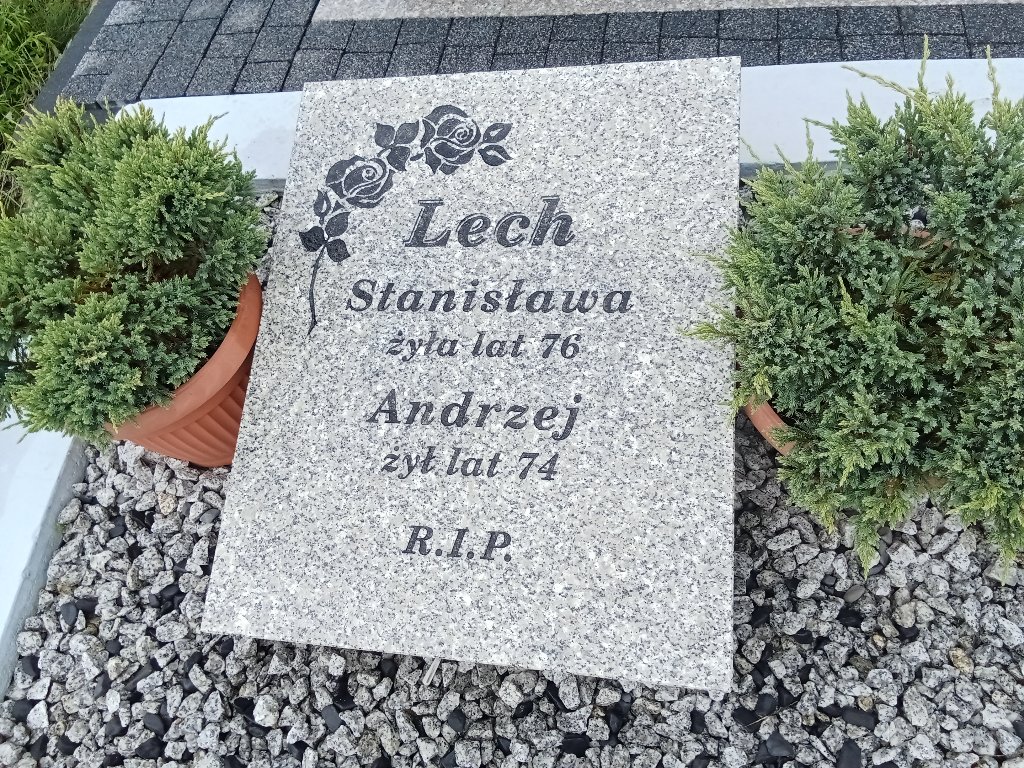 Lech
Stanisława
żyła lat 76
Andrzej
żył lat 74
R.I.P.